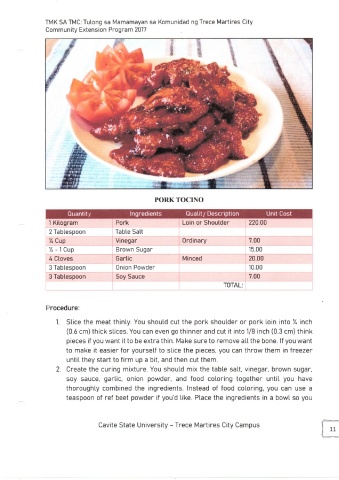 TMK SA TMC: Tulong sa Mamamayan sa Komunidad ng Trece Martires City
Community Extension Program 2017
PORK TOCINO
Quantity Ingredients Quality Description Unit Cost
1 Kilogram Pork Loin or Shoulder 220.00
2 Tablespoon Table Salt
¼ Cup Vinegar Ordinary 7.00
½ - 1 Cup Brown Sugar 15.00
4 Cloves Garlic Minced 20.00
3 Tablespoon Onion Powder 10.00
3 Tablespoon Soy Sauce 7.00
TOTAL:
Procedure:
1. Slice the meat thinly. You should cut the pork shoulder or pork loin into ¼ inch
(0.6 cm) thick slices. You can even go thinner and cut it into 1/8 inch (0.3 cm) think
pieces if you want it to be extra thin. Make sure to remove all the bone. If you want
to make it easier for yourself to slice the pieces, you can throw them in freezer
until they start to firm up a bit, and then cut them.
2. Create the curing mixture. You should mix the table salt, vinegar, brown sugar,
soy sauce, garlic, onion powder, and food coloring together until you have
thoroughly combined the ingredients. Instead of food coloring, you can use a
teaspoon of ref beet powder if you'd like. Place the ingredients in a bowl so you
Cavite State University – Trece Martires City Campus
11